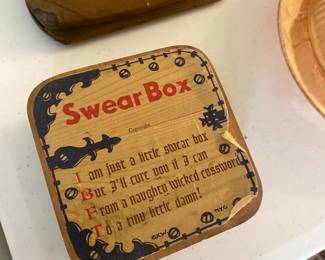 Swear Box
Copyright
I am just a little swear box
But I'll cure you if I can
From a naughty wicked cussword
To a tiny little damn!